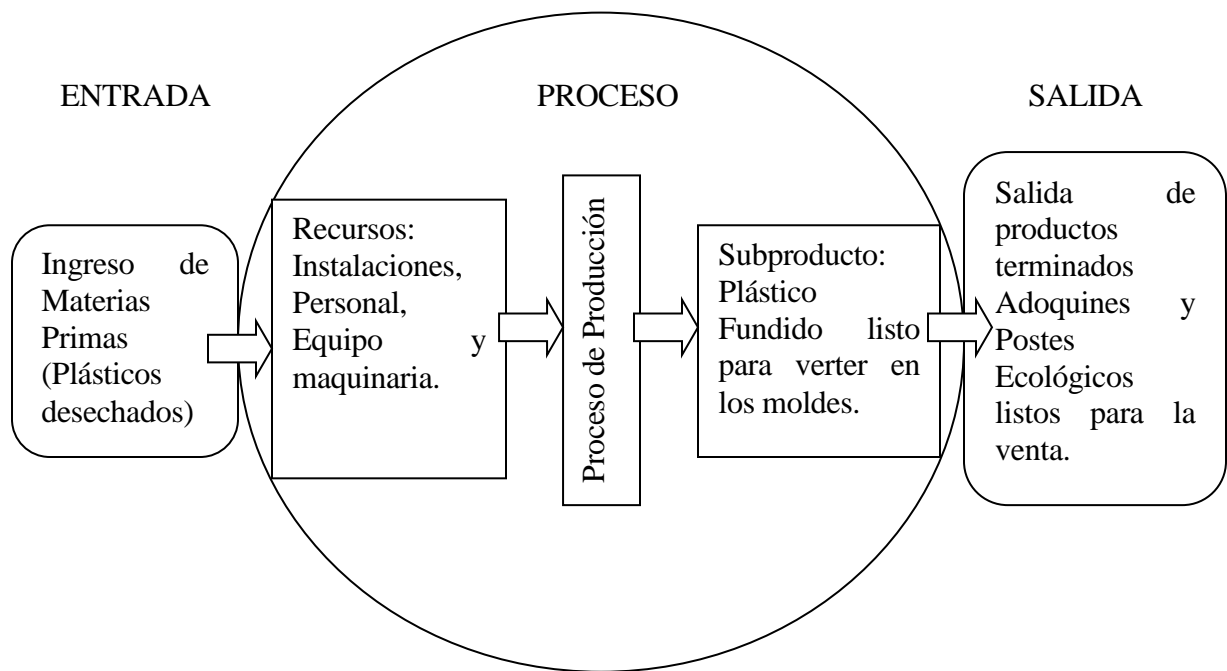 ENTRADA
PROCESO
SALIDA
Ingreso de
Materias
Primas
(Plásticos
desechados)
Recursos:
Instalaciones,
Personal,
Equipo y
maquinaria.
Proceso de Producción
Subproducto:
Plástico
Fundido listo
para verter en
los moldes.
Salida de
productos
terminados
Adoquines y
Postes
Ecológicos
listos para la
venta.